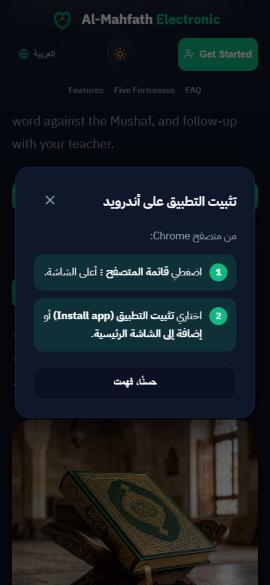 Al-Mahfath Electronic
العربية
Get Started
Features Five Fortresses FAQ
word against the Mushaf, and follow-up
with your teacher.
تثبيت التطبيق على أندرويد
من متصفح Chrome:
1 اضغطي قائمة المتصفح ⋮ أعلى الشاشة.
2 اختاري تثبيت التطبيق (Install app) أو
إضافة إلى الشاشة الرئيسية.
حسنًا، فهمت